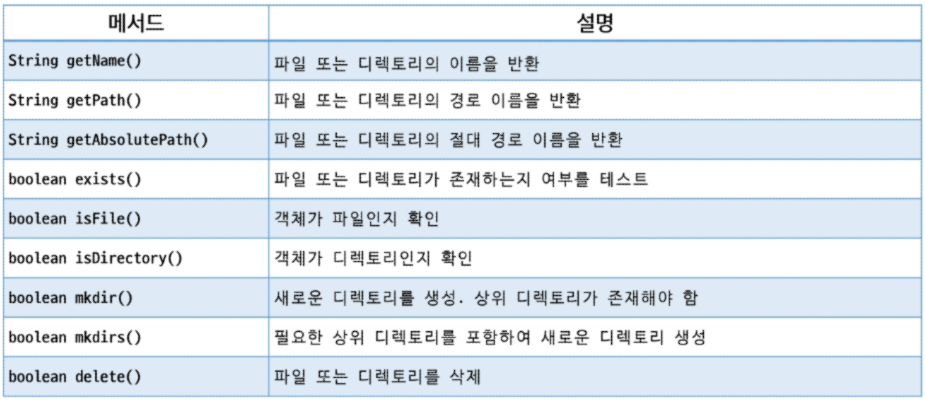 메서드 설명
String getName() 파일 또는 디렉토리의 이름을 반환
String getPath() 파일 또는 디렉토리의 경로 이름을 반환
String getAbsolutePath() 파일 또는 디렉토리의 절대 경로 이름을 반환
boolean exists() 파일 또는 디렉토리가 존재하는지 여부를 테스트
boolean isFile() 객체가 파일인지 확인
boolean isDirectory() 객체가 디렉토리인지 확인
boolean mkdir() 새로운 디렉토리를 생성. 상위 디렉토리가 존재해야 함
boolean mkdirs() 필요한 상위 디렉토리를 포함하여 새로운 디렉토리 생성
boolean delete() 파일 또는 디렉토리를 삭제